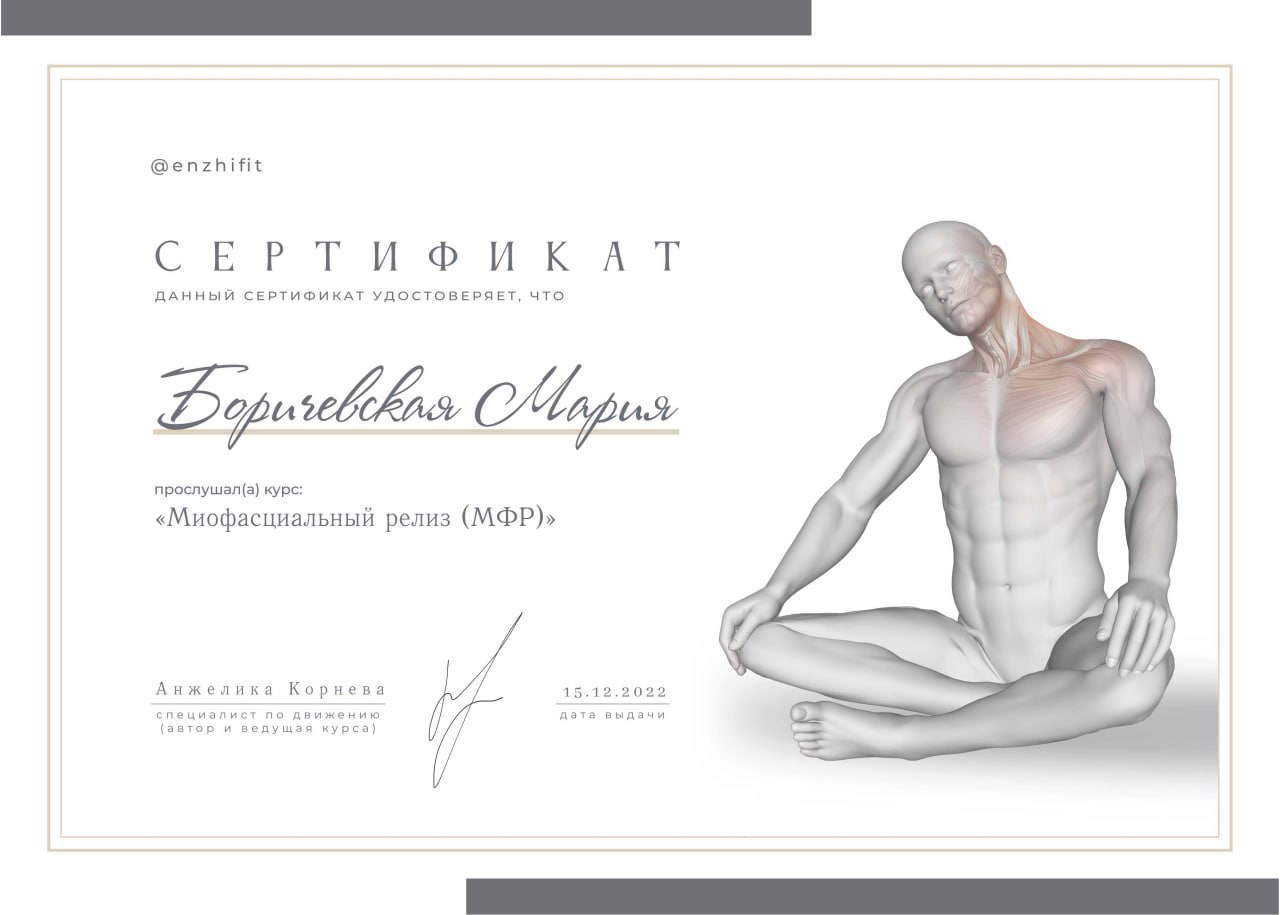 @enzhifit
СЕРТИФИКАТ
ДАННЫЙ СЕРТИФИКАТ УДОСТОВЕРЯЕТ, ЧТО
Боричевская Мария
прослушал(а) курс:
«Миофасциальный релиз (МФР)»
Анжелика Корнева
специалист по движению
(автор и ведущая курса)
15.12.2022
дата выдачи